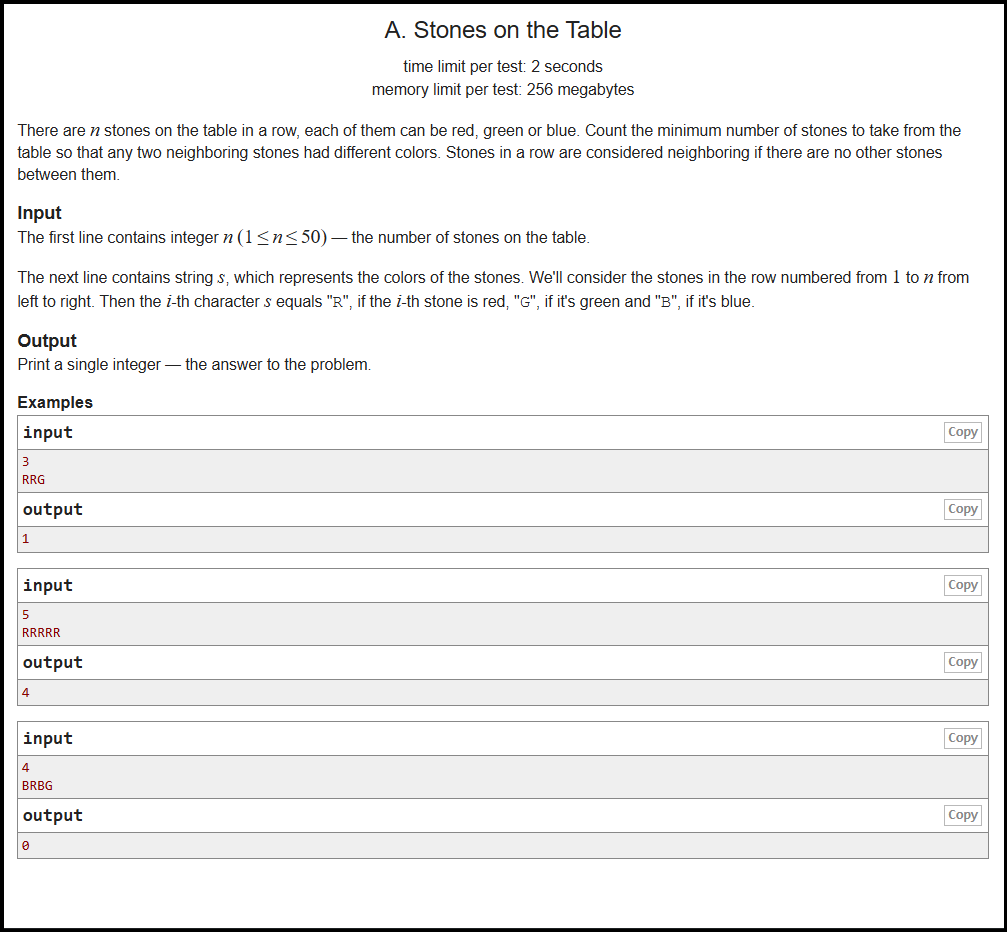 A. Stones on the Table
time limit per test: 2 seconds
memory limit per test: 256 megabytes
There are n stones on the table in a row, each of them can be red, green or blue. Count the minimum number of stones to take from the
table so that any two neighboring stones had different colors. Stones in a row are considered neighboring if there are no other stones
between them.
Input
The first line contains integer n (1 ≤ n ≤ 50) — the number of stones on the table.
The next line contains string s, which represents the colors of the stones. We'll consider the stones in the row numbered from 1 to n from
left to right. Then the i-th character s equals "R", if the i-th stone is red, "G", if it's green and "B", if it's blue.
Output
Print a single integer — the answer to the problem.
Examples
input Copy
3
RRG
output Copy
1
input Copy
5
RRRRR
output Copy
4
input Copy
4
BRBG
output Copy
0